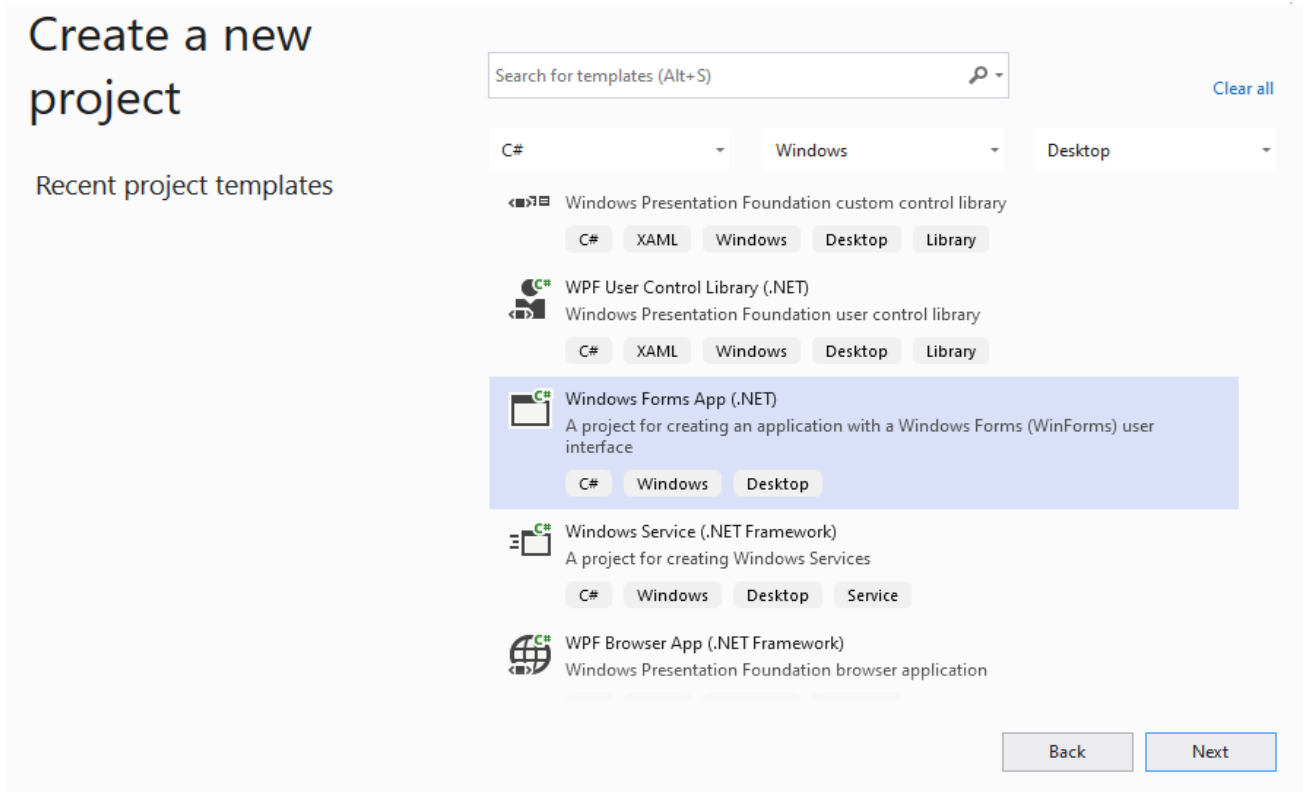 Create a new
project
Search for templates (Alt+S)
Clear all
C#
Windows
Desktop
Recent project templates
Windows Presentation Foundation custom control library
C# XAML Windows Desktop Library
C#
WPF User Control Library (.NET)
Windows Presentation Foundation user control library
C# XAML Windows Desktop Library
C#
Windows Forms App (.NET)
A project for creating an application with a Windows Forms (WinForms) user
interface
C# Windows Desktop
C#
Windows Service (.NET Framework)
A project for creating Windows Services
C# Windows Desktop Service
C#
WPF Browser App (.NET Framework)
Windows Presentation Foundation browser application
Back
Next